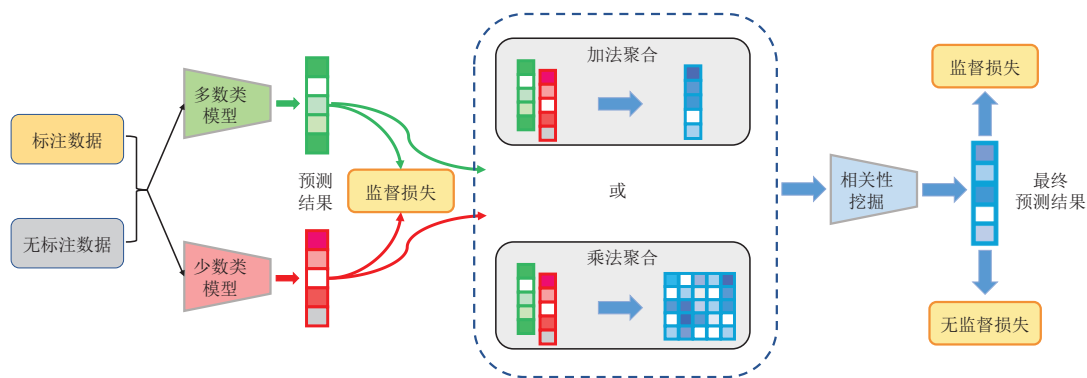 标注数据
无标注数据
多数类
模型
少数类
模型
预测
结果
监督损失
加法聚合
或
乘法聚合
相关性
挖掘
监督损失
最终
预测结果
无监督损失